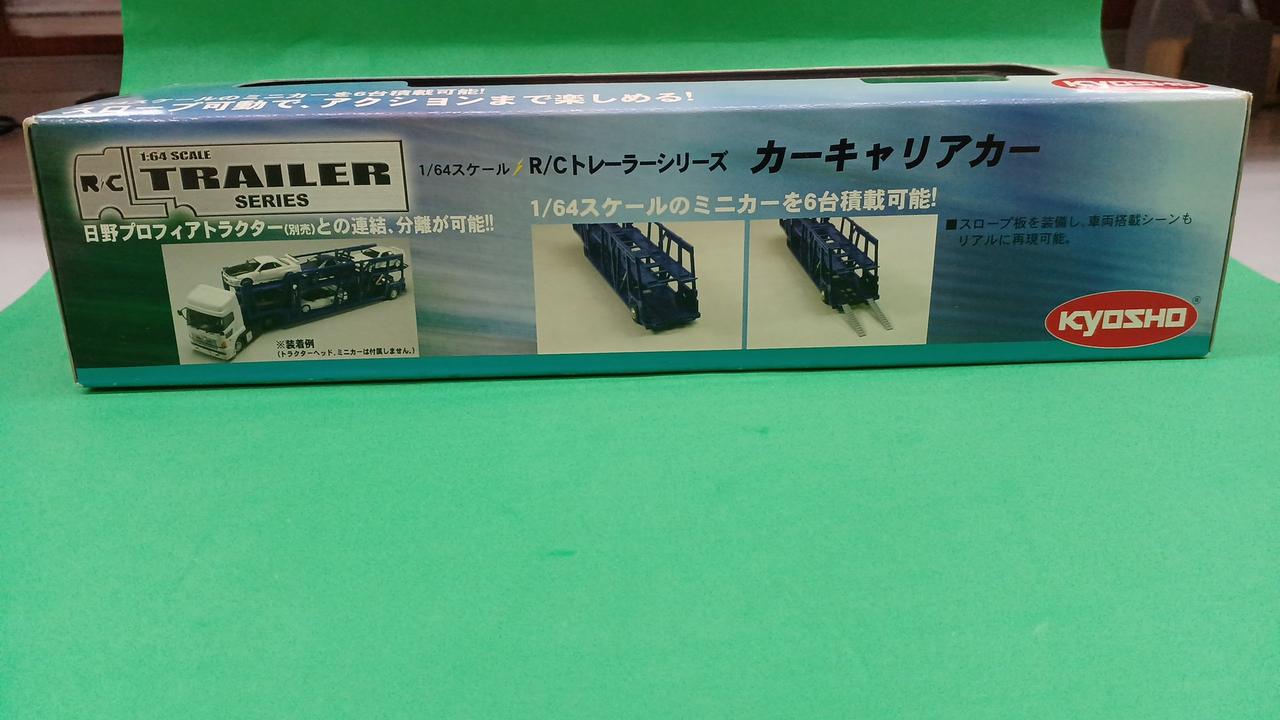 スケールのミニカーを6台積載可能!
スロープ可動で、アクションまで楽しめる!
KYOSHO
1:64 SCALE
R/C TRAILER
SERIES
1/64スケール R/Cトレーラーシリーズ カーキャリアカー
日野プロフィアトラクター(別売)との連結、分離が可能!!
1/64スケールのミニカーを6台積載可能!
■スロープ板を装備し、車両搭載シーンも
リアルに再現可能。
※装着例
(トラクターヘッド、ミニカーは付属しません。)
KYOSHO®